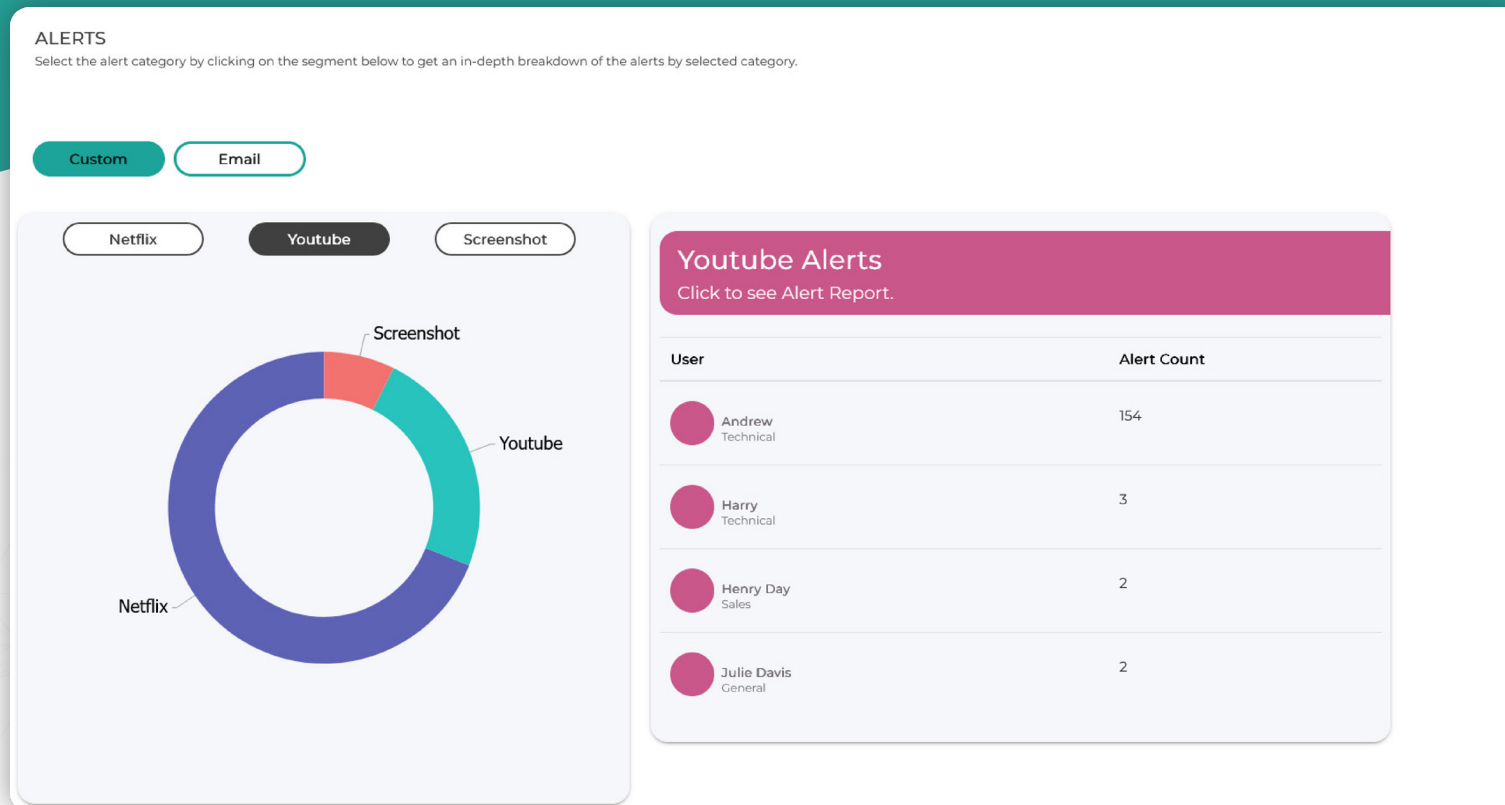 ALERTS
Select the alert category by clicking on the segment below to get an in-depth breakdown of the alerts by selected category.
Custom
Email
Netflix
Youtube
Screenshot
Screenshot
Youtube
Netflix
Youtube Alerts
Click to see Alert Report.
User
Alert Count
Andrew
Technical
154
Harry
Technical
3
Henry Day
Sales
2
Julie Davis
General
2